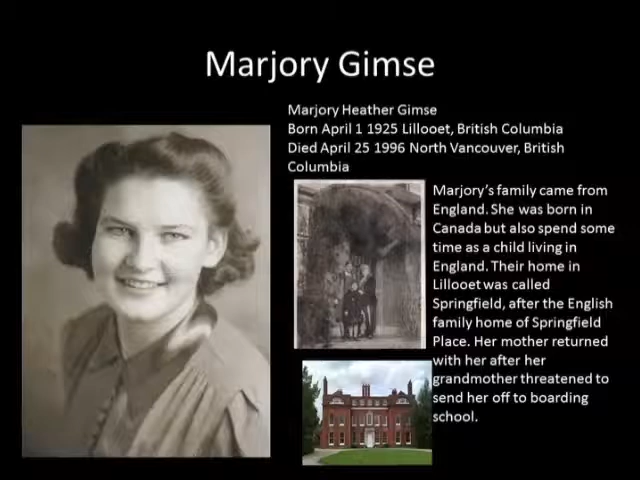 Marjory Gimse
Marjory Heather Gimse
Born April 1 1925 Lillooet, British Columbia
Died April 25 1996 North Vancouver, British
Columbia
Marjory's family came from
England. She was born in
Canada but also spend some
time as a child living in
England. Their home in
Lillooet was called
Springfield, after the English
family home of Springfield
Place. Her mother returned
with her after her
grandmother threatened to
send her off to boarding
school.